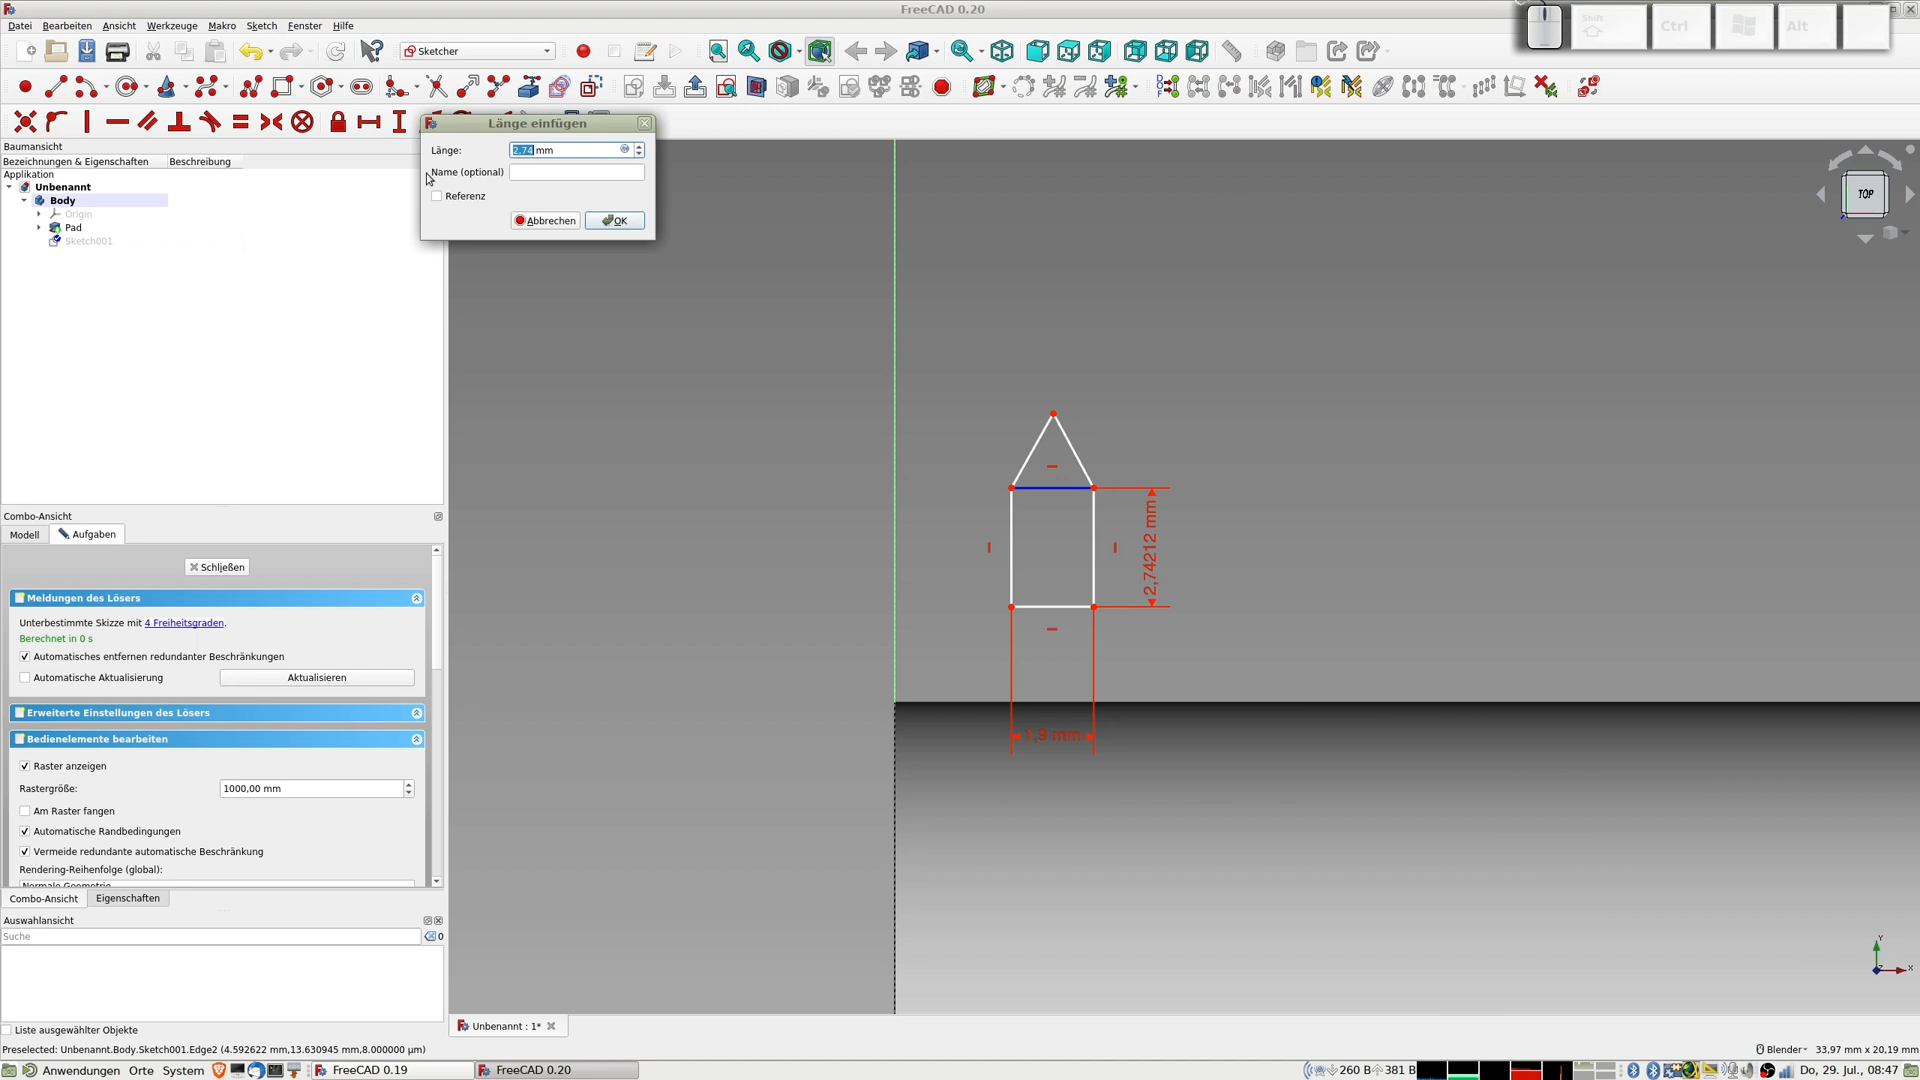 FreeCAD 0.20
Datei Bearbeiten Ansicht Werkzeuge Makro Sketch Fenster Hilfe
Shift
Ctrl
Alt
Sketcher
Baumansicht
Bezeichnungen & Eigenschaften Beschreibung
Applikation
Unbenannt
Body
Origin
Pad
Sketch001
Länge einfügen
Länge: 2,74 mm
Name (optional)
Referenz
Abbrechen OK
TOP
2,74212 mm
1,9 mm
Combo-Ansicht
Modell Aufgaben
Schließen
Meldungen des Lösers
Unterbestimmte Skizze mit 4 Freiheitsgraden.
Berechnet in 0 s
Automatisches entfernen redundanter Beschränkungen
Automatische Aktualisierung Aktualisieren
Erweiterte Einstellungen des Lösers
Bedienelemente bearbeiten
Raster anzeigen
Rastergröße: 1000,00 mm
Am Raster fangen
Automatische Randbedingungen
Vermeide redundante automatische Beschränkung
Rendering-Reihenfolge (global):
Normale Geometrie
Combo-Ansicht Eigenschaften
Auswahlansicht
Suche 0
Liste ausgewählter Objekte
Y
X
Z
Unbenannt : 1*
Preselected: Unbenannt.Body.Sketch001.Edge2 (4.592622 mm,13.630945 mm,8.000000 µm)
Blender 33,97 mm x 20,19 mm
Anwendungen Orte System FreeCAD 0.19 FreeCAD 0.20 260 B 381 B Do, 29. Jul., 08:47